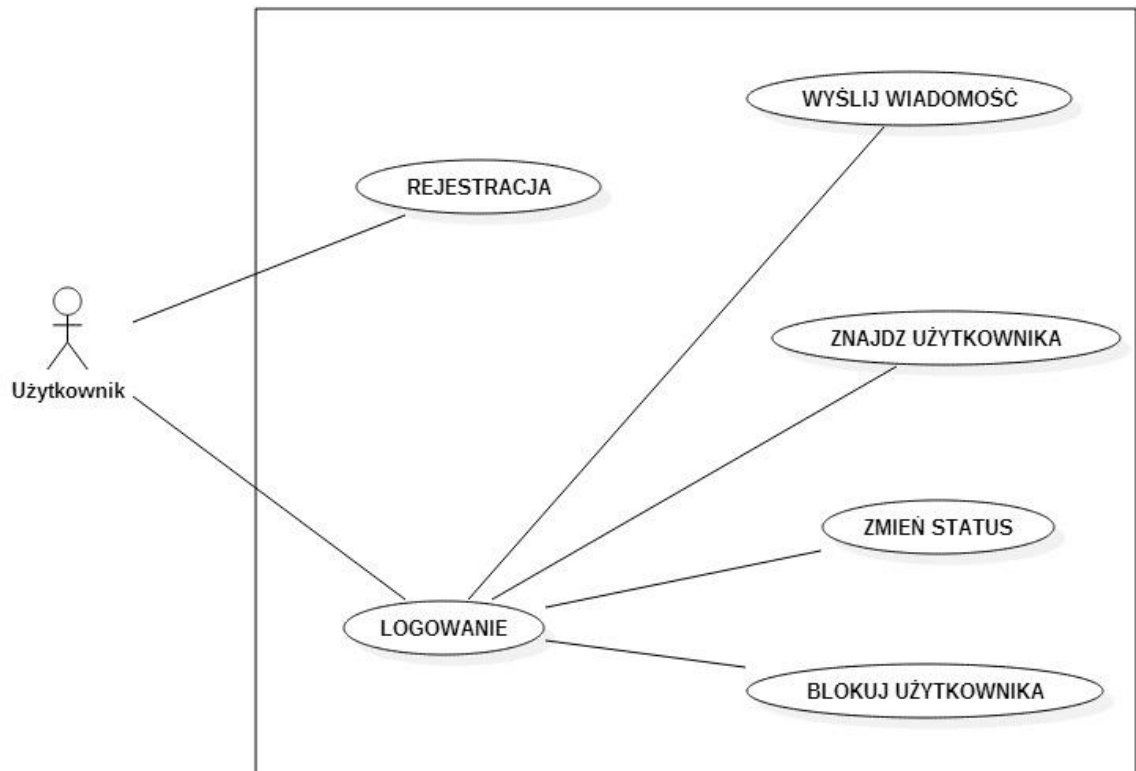 WYŚLIJ WIADOMOŚĆ
REJESTRACJA
ZNAJDZ UŻYTKOWNIKA
Użytkownik
ZMIEŃ STATUS
LOGOWANIE
BLOKUJ UŻYTKOWNIKA